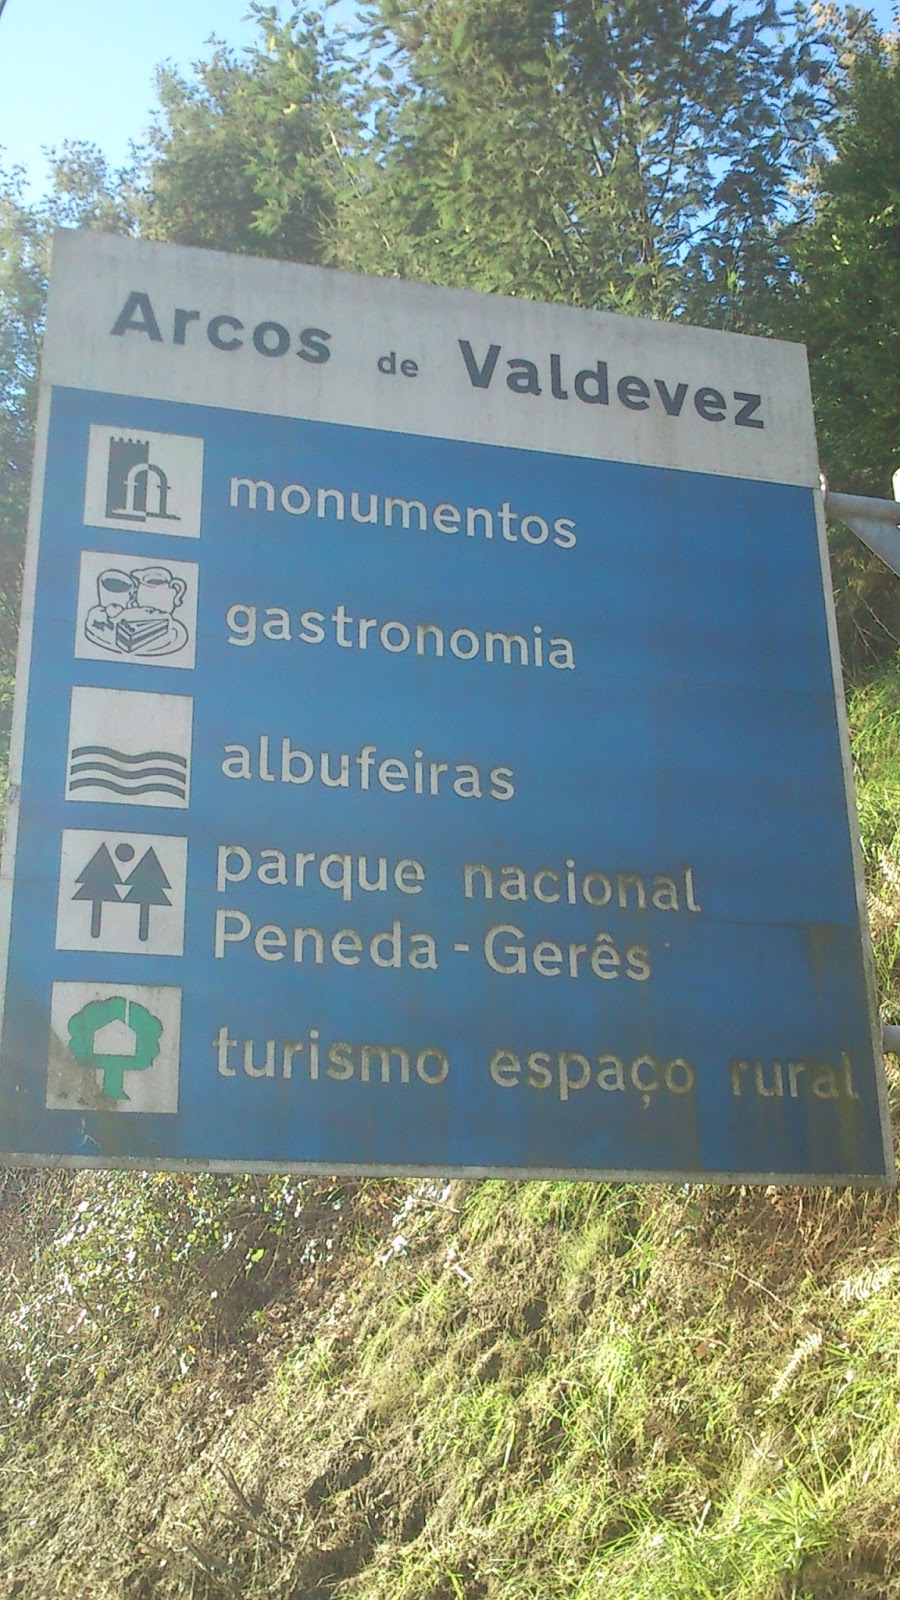 Arcos de Valdevez
monumentos
gastronomia
albufeiras
parque nacional
Peneda-Gerês
turismo espaço rural